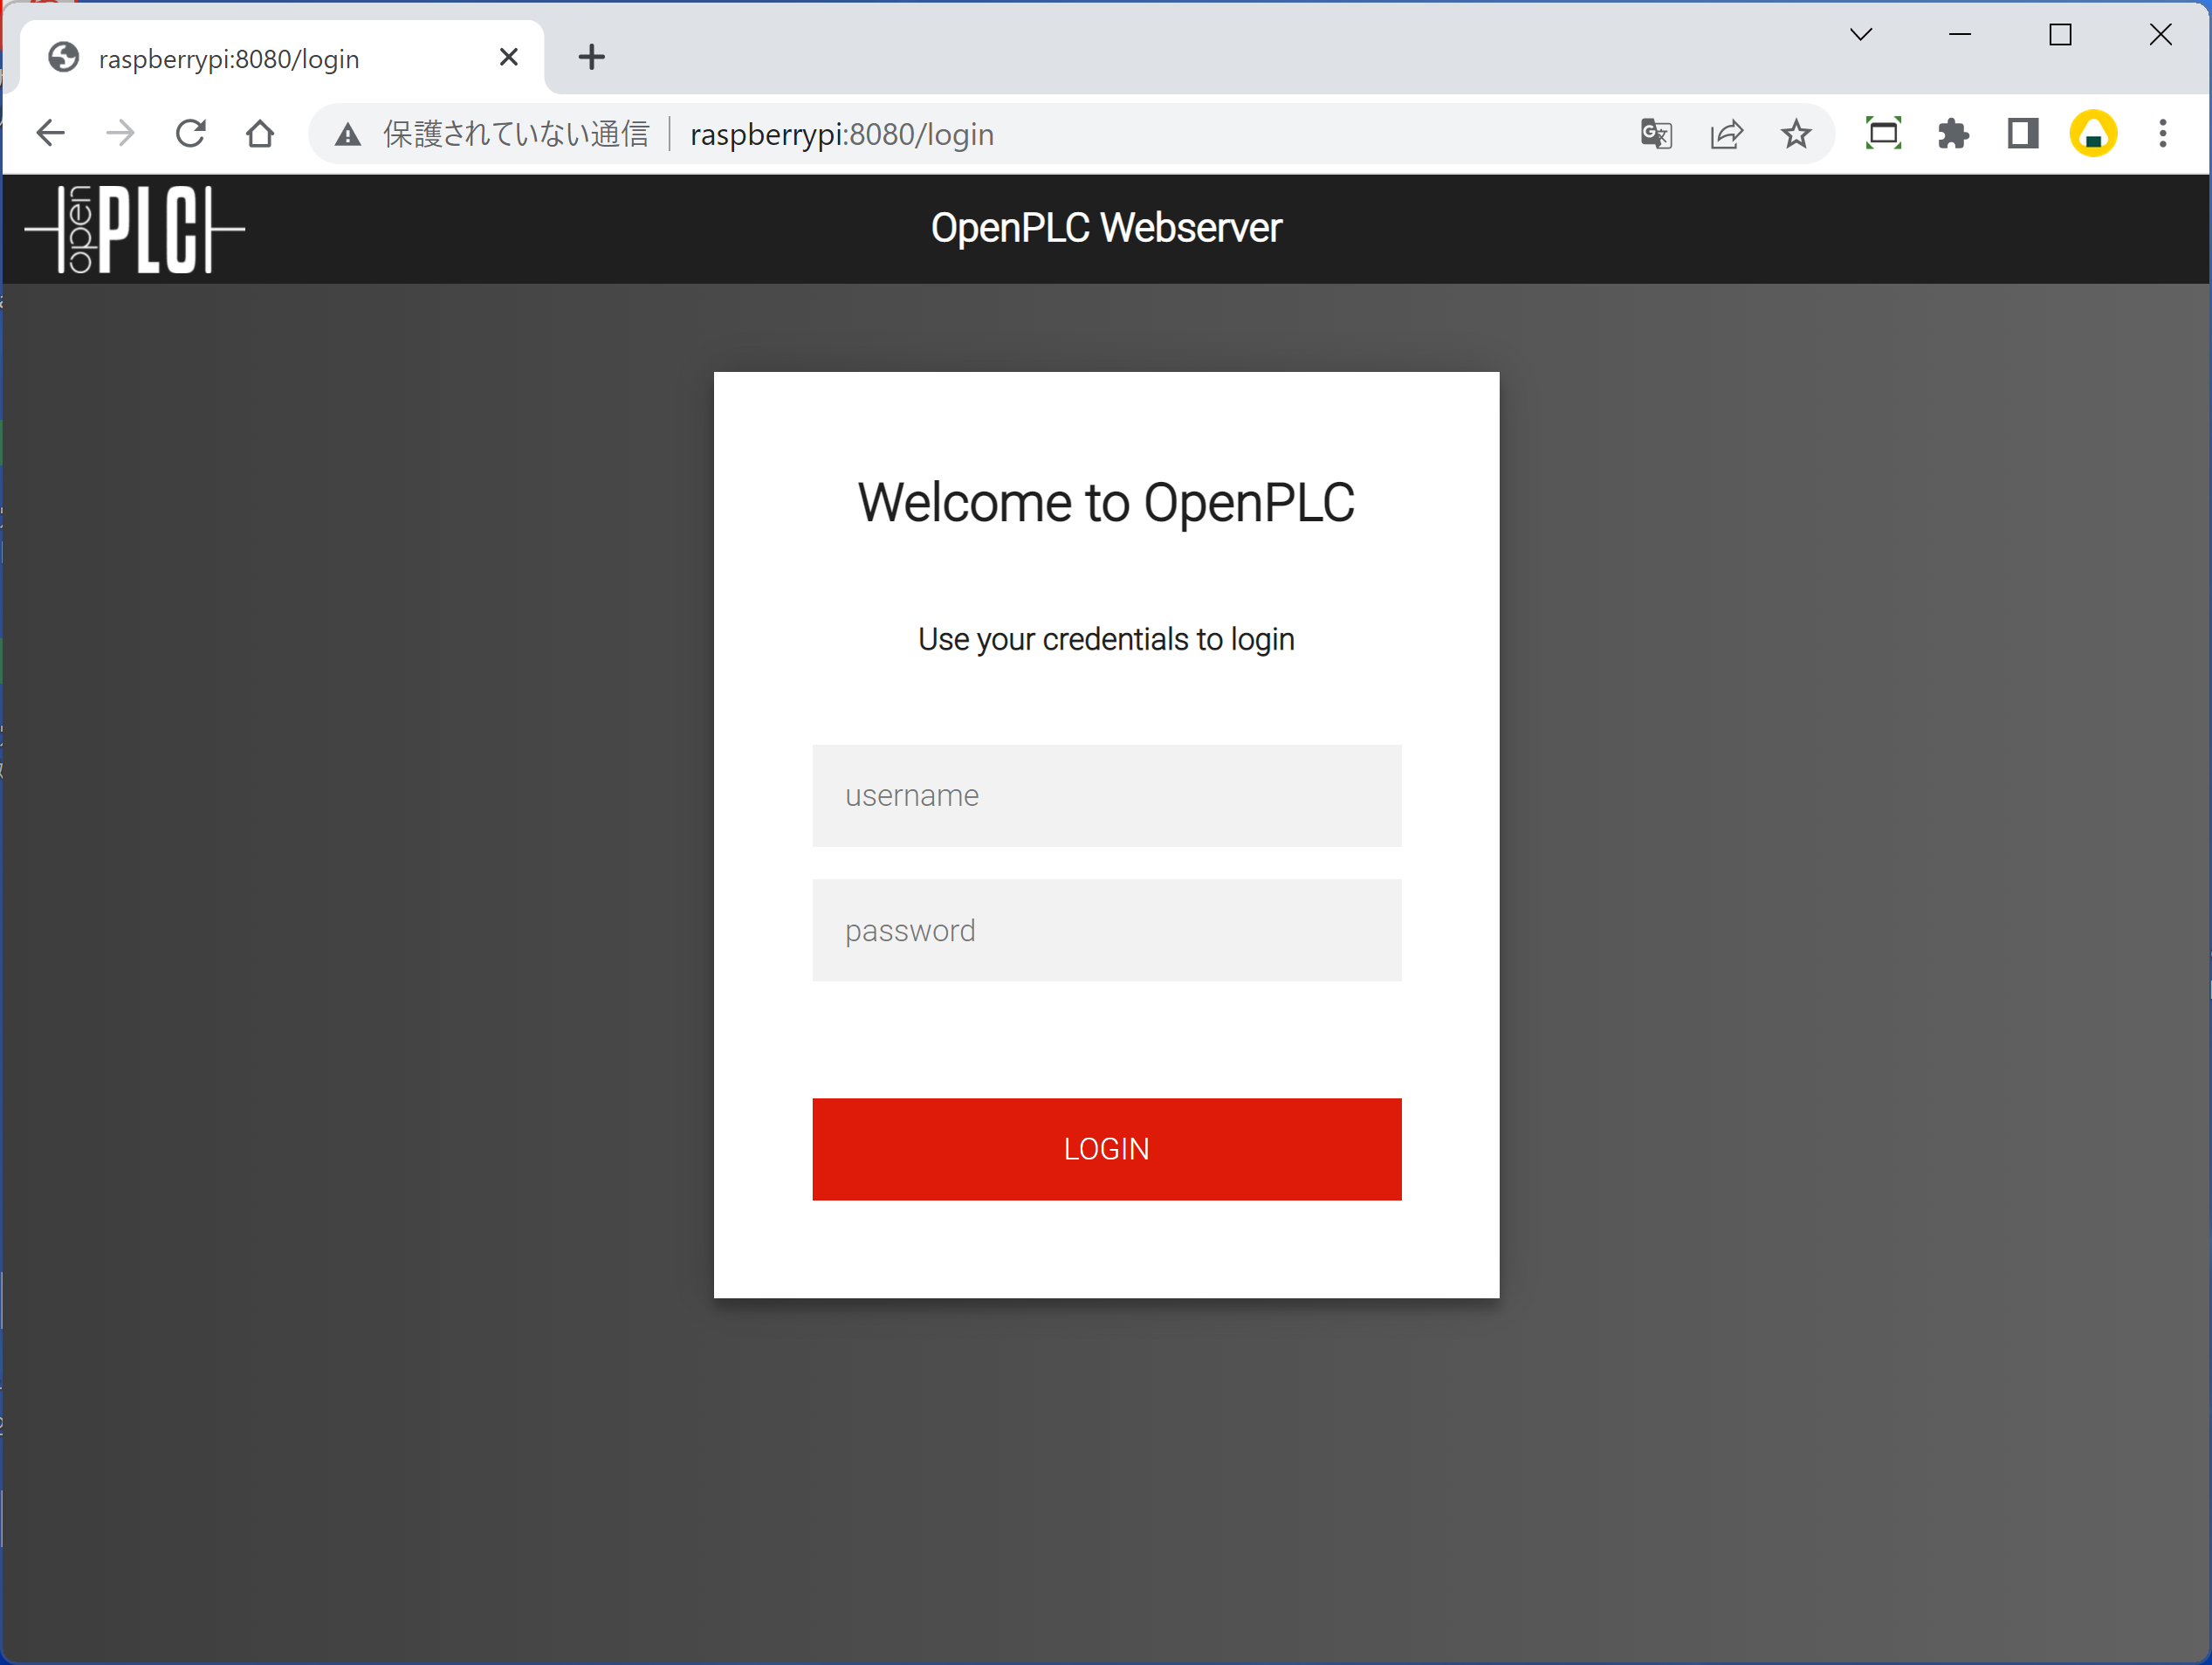 raspberrypi:8080/login
保護されていない通信 raspberrypi:8080/login
open PLC
OpenPLC Webserver
Welcome to OpenPLC
Use your credentials to login
username
password
LOGIN